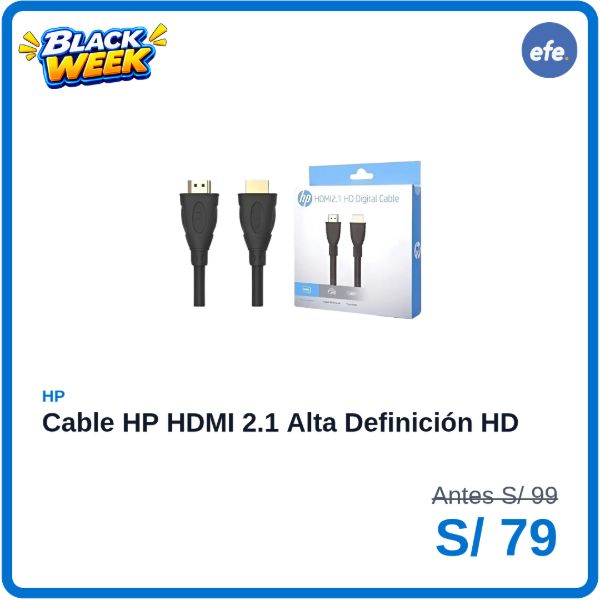 BLACK
WEEK
efe.
hp HDMI2.1 HD Digital Cable
HP
Cable HP HDMI 2.1 Alta Definición HD
Antes S/ 99
S/ 79